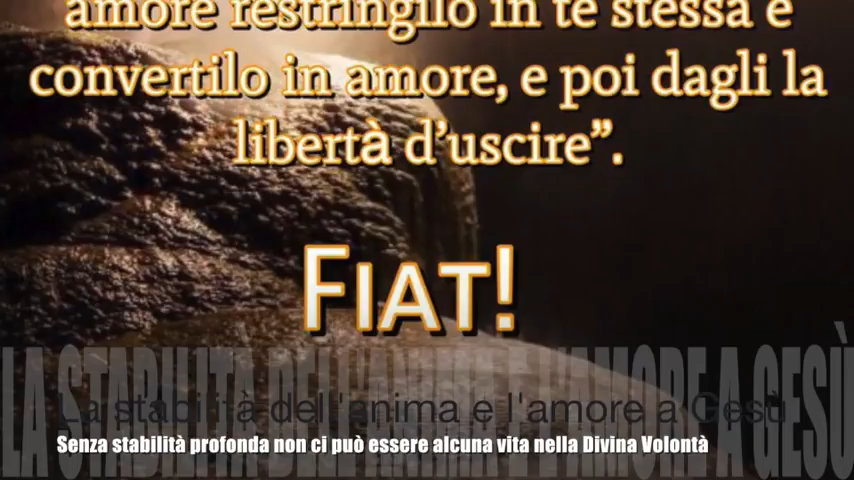 amore restringilo in te stessa e
convertilo in amore, e poi dagli la
libertà d'uscire”.
FIAT!
LA STABILITÀ DELL'ANIMA E L'AMORE A GESÙ
La stabilità dell'anima e l'amore a Gesù
Senza stabilità profonda non ci può essere alcuna vita nella Divina Volontà